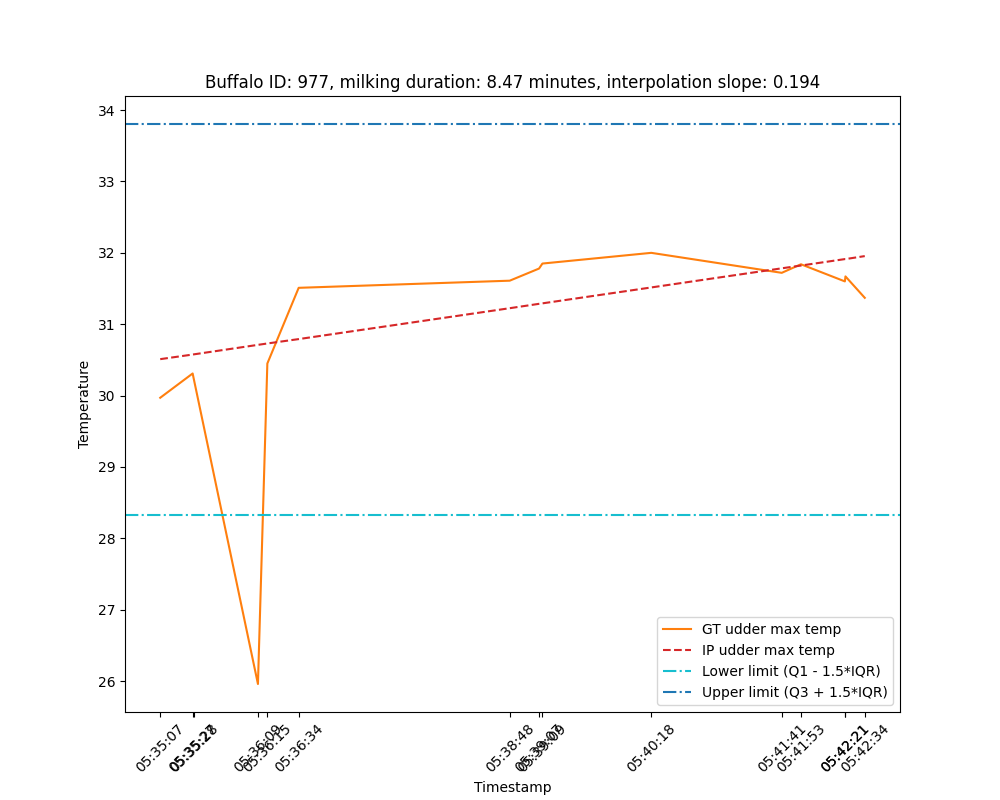 Buffalo ID: 977, milking duration: 8.47 minutes, interpolation slope: 0.194
34
33
32
31
30
29
28
27
26
Temperature
GT udder max temp
IP udder max temp
Lower limit (Q1 - 1.5*IQR)
Upper limit (Q3 + 1.5*IQR)
05:35:07
05:36:15
05:36:34
05:38:48
05:39:09
05:40:18
05:41:41
05:41:53
05:42:21
05:42:34
Timestamp